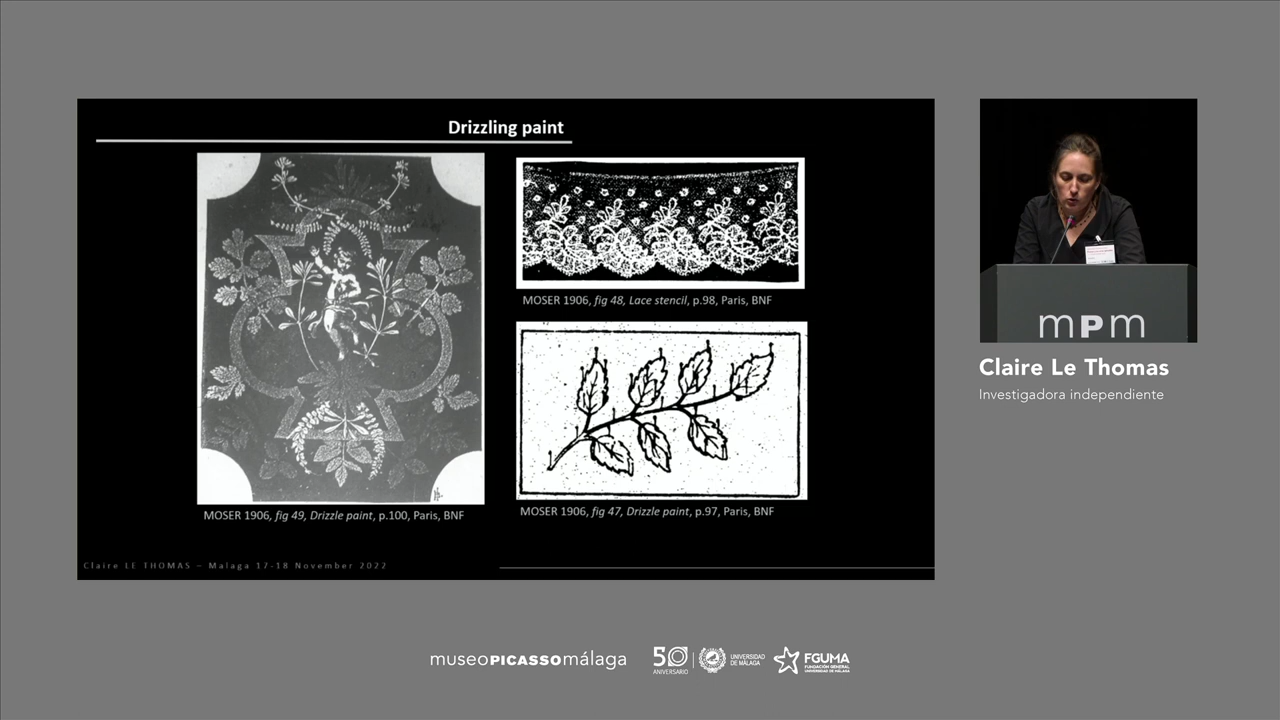 Drizzling paint
MOSER 1906, fig 48, Lace stencil, p.98, Paris, BNF
MOSER 1906, fig 49, Drizzle paint, p.100, Paris, BNF
MOSER 1906, fig 47, Drizzle paint, p.97, Paris, BNF
Claire LE THOMAS – Malaga 17-18 November 2022
mPm
Claire Le Thomas
Investigadora independiente
museoPICASSOmálaga
50
ANIVERSARIO
UNIVERSIDAD
DE MÁLAGA
FGUMA
FUNDACIÓN GENERAL
UNIVERSIDAD DE MÁLAGA